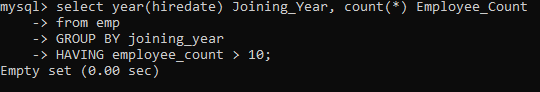 mysql> select year(hiredate) Joining_Year, count(*) Employee_Count
-> from emp
-> GROUP BY joining_year
-> HAVING employee_count > 10;
Empty set (0.00 sec)